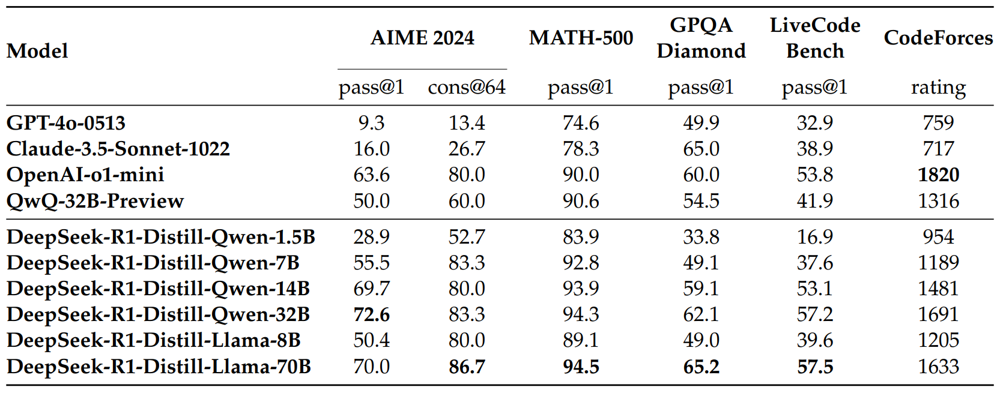 Model AIME 2024 MATH-500 GPQA Diamond LiveCode Bench CodeForces
pass@1 cons@64 pass@1 pass@1 pass@1 rating
GPT-4o-0513 9.3 13.4 74.6 49.9 32.9 759
Claude-3.5-Sonnet-1022 16.0 26.7 78.3 65.0 38.9 717
OpenAI-o1-mini 63.6 80.0 90.0 60.0 53.8 1820
QwQ-32B-Preview 50.0 60.0 90.6 54.5 41.9 1316
DeepSeek-R1-Distill-Qwen-1.5B 28.9 52.7 83.9 33.8 16.9 954
DeepSeek-R1-Distill-Qwen-7B 55.5 83.3 92.8 49.1 37.6 1189
DeepSeek-R1-Distill-Qwen-14B 69.7 80.0 93.9 59.1 53.1 1481
DeepSeek-R1-Distill-Qwen-32B 72.6 83.3 94.3 62.1 57.2 1691
DeepSeek-R1-Distill-Llama-8B 50.4 80.0 89.1 49.0 39.6 1205
DeepSeek-R1-Distill-Llama-70B 70.0 86.7 94.5 65.2 57.5 1633